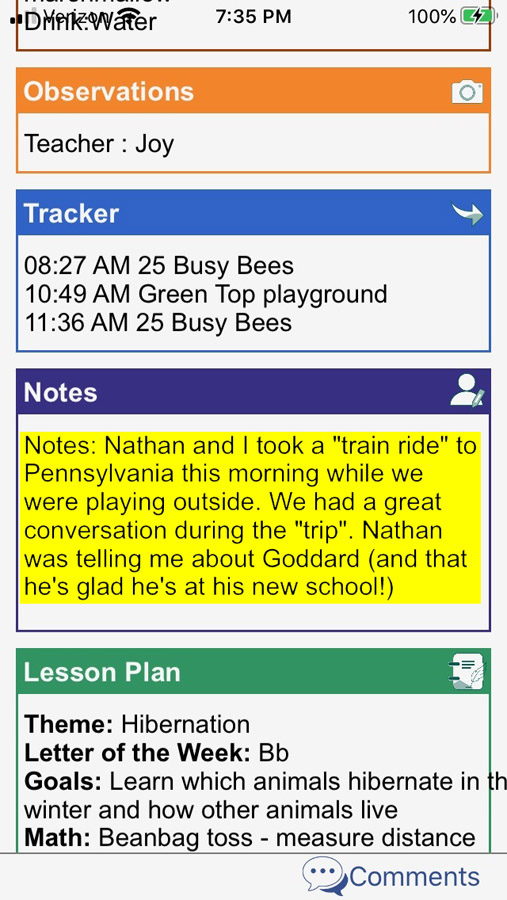 Verizon 7:35 PM 100%
Drink:Water
Observations
Teacher : Joy
Tracker
08:27 AM 25 Busy Bees
10:49 AM Green Top playground
11:36 AM 25 Busy Bees
Notes
Notes: Nathan and I took a "train ride" to
Pennsylvania this morning while we
were playing outside. We had a great
conversation during the "trip". Nathan
was telling me about Goddard (and that
he's glad he's at his new school!)
Lesson Plan
Theme: Hibernation
Letter of the Week: Bb
Goals: Learn which animals hibernate in th
winter and how other animals live
Math: Beanbag toss - measure distance
Comments